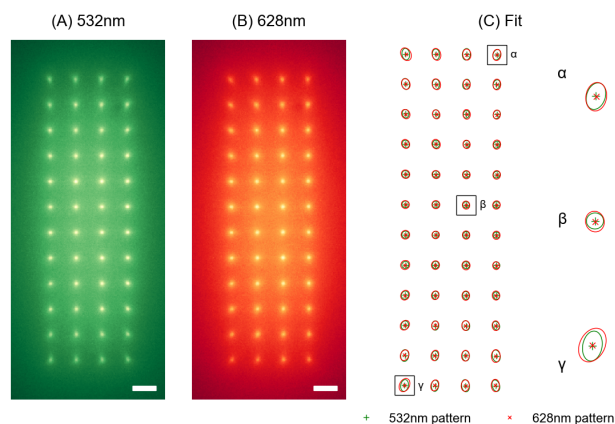 (A) 532nm
(B) 628nm
(C) Fit
α
α
β
β
γ
γ
+ 532nm pattern
× 628nm pattern